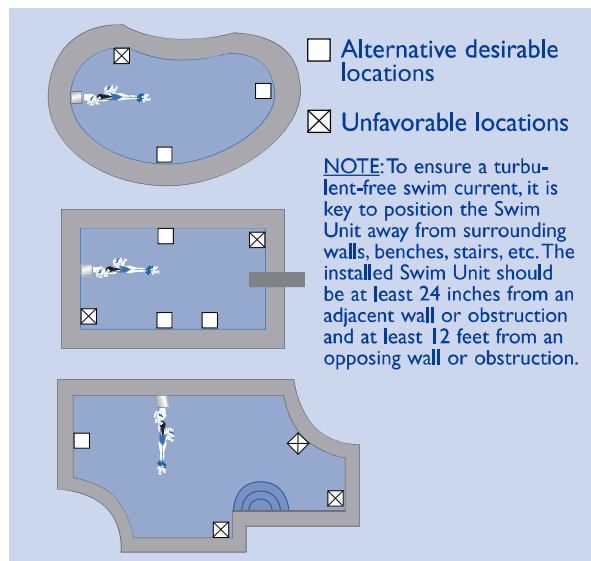 Alternative desirable
locations
Unfavorable locations
NOTE: To ensure a turbu-
lent-free swim current, it is
key to position the Swim
Unit away from surrounding
walls, benches, stairs, etc. The
installed Swim Unit should
be at least 24 inches from an
adjacent wall or obstruction
and at least 12 feet from an
opposing wall or obstruction.